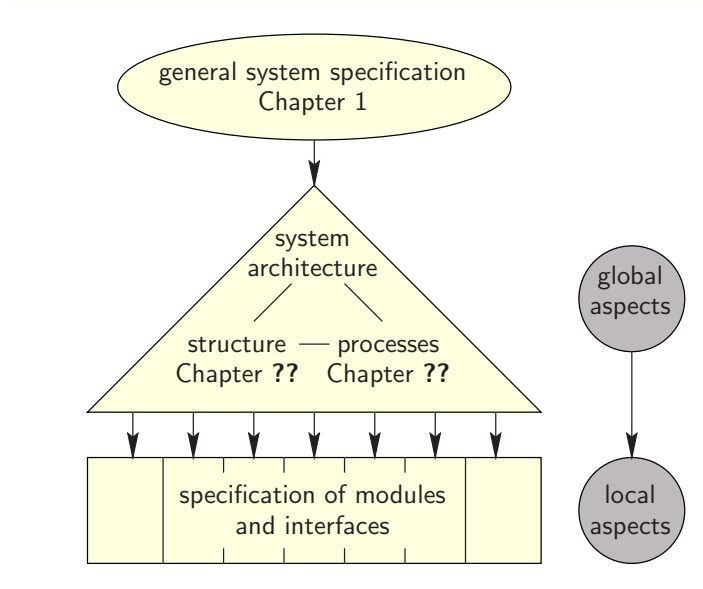 general system specification
Chapter 1
system
architecture
structure
processes
Chapter ??
Chapter ??
global
aspects
specification of modules
and interfaces
local
aspects